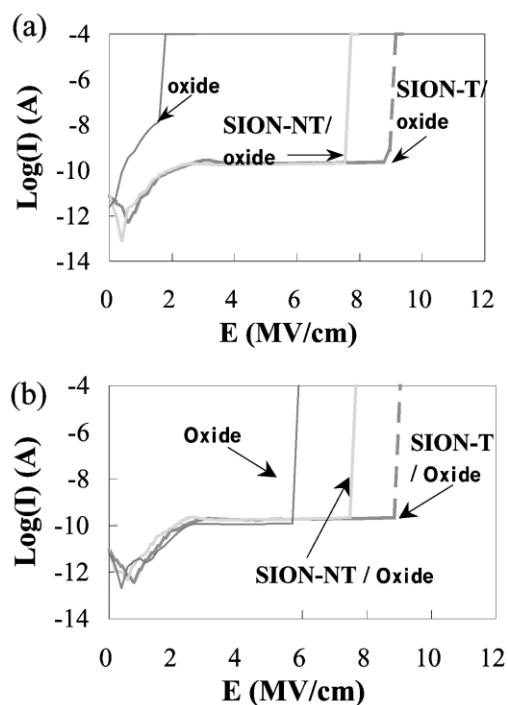 (a)
-4
-6
-8
-10
-12
-14
Log(I) (A)
oxide
SION-NT/
oxide
SION-T/
oxide
0 2 4 6 8 10 12
E (MV/cm)
(b)
-4
-6
-8
-10
-12
-14
Log(I) (A)
Oxide
SION-T
/ Oxide
SION-NT / Oxide
0 2 4 6 8 10 12
E (MV/cm)